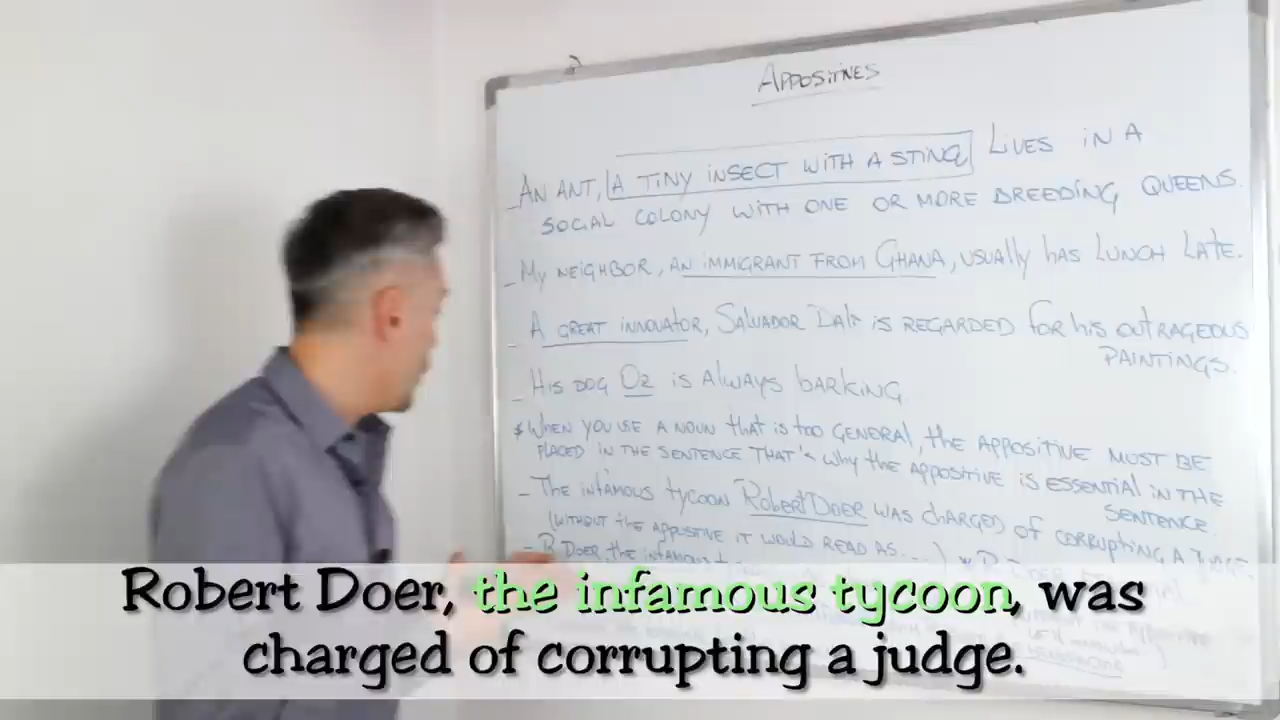 APPOSITIVES
AN ANT, A TINY INSECT WITH A STING, LIVES IN A
SOCIAL COLONY WITH ONE OR MORE BREEDING QUEENS.
- MY NEIGHBOR, AN IMMIGRANT FROM GHANA, USUALLY HAS LUNCH LATE.
- A GREAT INNOVATOR, SALVADOR DALI IS REGARDED FOR HIS OUTRAGEOUS
PAINTINGS.
- HIS DOG OZ IS ALWAYS BARKING.
* WHEN YOU USE A NOUN THAT IS TOO GENERAL, THE APPOSITIVE MUST BE
PLACED IN THE SENTENCE THAT'S WHY THE APPOSITIVE IS ESSENTIAL IN THE
SENTENCE.
- THE INFAMOUS TYCOON ROBERT DOER WAS CHARGED OF CORRUPTING A JUDGE.
(WITHOUT THE APPOSITIVE IT WOULD READ AS....)
- R. DOER THE INFAMOUS
Robert Doer, the infamous tycoon, was
charged of corrupting a judge.